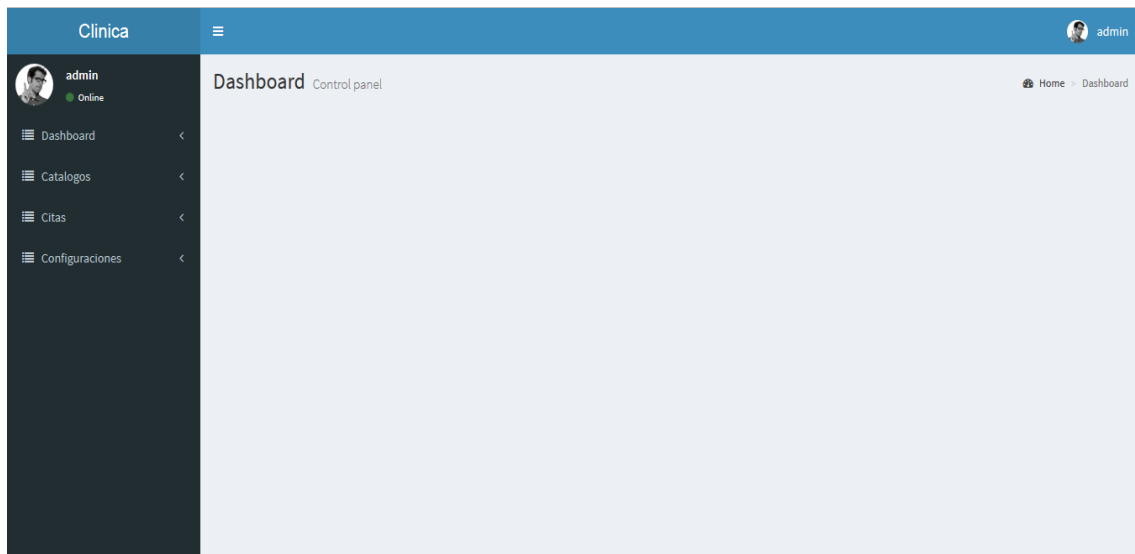 Clinica
admin
admin
Online
Dashboard Control panel
Home > Dashboard
Dashboard
Catalogos
Citas
Configuraciones